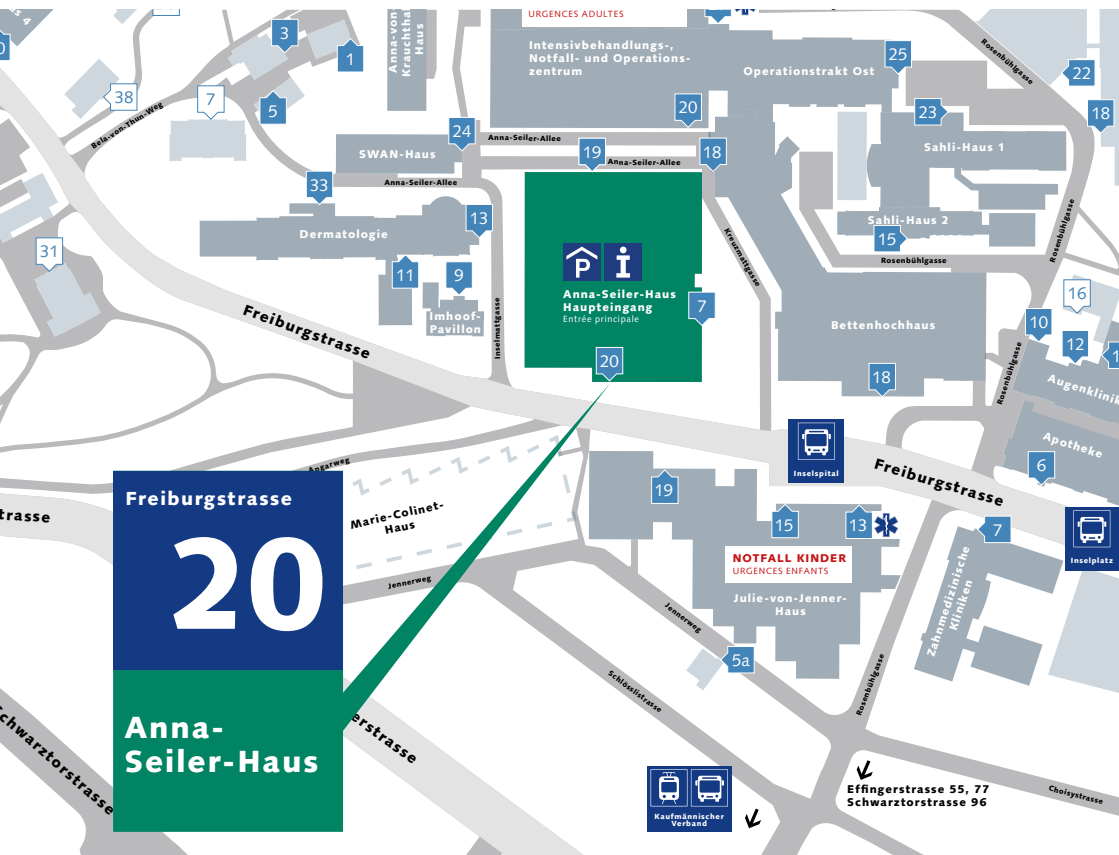 URGENCES ADULTES
Anna-von-
Krauchthal-
Haus
Intensivbehandlungs-,
Notfall- und Operations-
zentrum
Operationstrakt Ost
25
Rosenbühlgasse
22
3
1
38
7
5
Bela-von-Thun-Weg
20
23
18
24
Anna-Seiler-Allee
19
Anna-Seiler-Allee
18
SWAN-Haus
Anna-Seiler-Allee
Sahli-Haus 1
33
13
Dermatologie
Sahli-Haus 2
15
Rosenbühlgasse
Rosenbühlgasse
31
11
9
Imhoof-
Pavillon
Inselmattgasse
Kreuzmattgasse
P i
Anna-Seiler-Haus
Haupteingang
Entrée principale
7
20
16
10
12
Bettenhochhaus
18
Freiburgstrasse
Rosenbühlgasse
Augenklinik
Apotheke
6
Inselspital
Freiburgstrasse
Angarweg
Marie-Colinet-
Haus
19
15
13
7
Inselplatz
trasse
Freiburgstrasse
20
Anna-
Seiler-Haus
NOTFALL KINDER
URGENCES ENFANTS
Julie-von-Jenner-
Haus
Zahnmedizinische
Kliniken
Jennerweg
Jennerweg
5a
Schlösslistrasse
Rosenbühlgasse
chwarztorstrasse
erstrasse
Kaufmännischer
Verband
Effingerstrasse 55, 77
Schwarztorstrasse 96
Choisystrasse